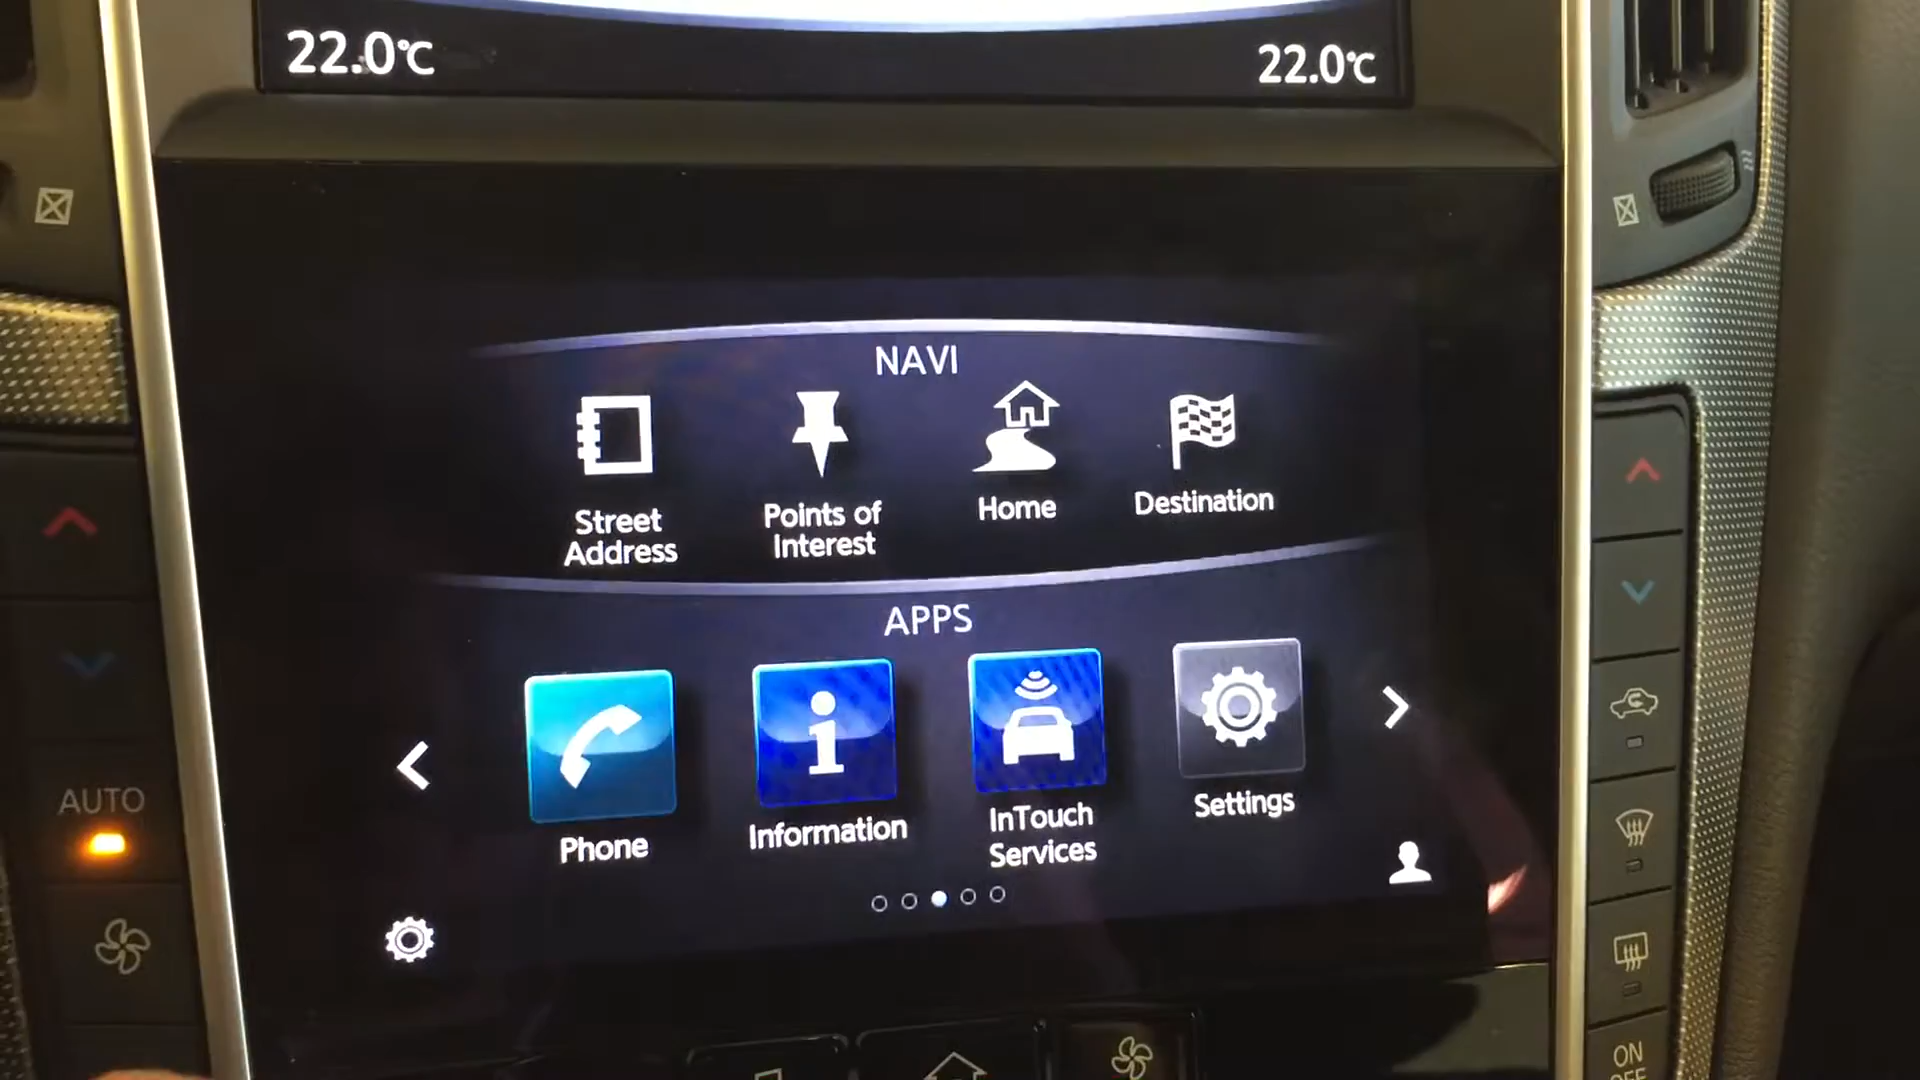 22.0℃
22.0℃
NAVI
Street
Address
Points of
Interest
Home
Destination
APPS
Phone
Information
InTouch
Services
Settings
AUTO
ON
OFF